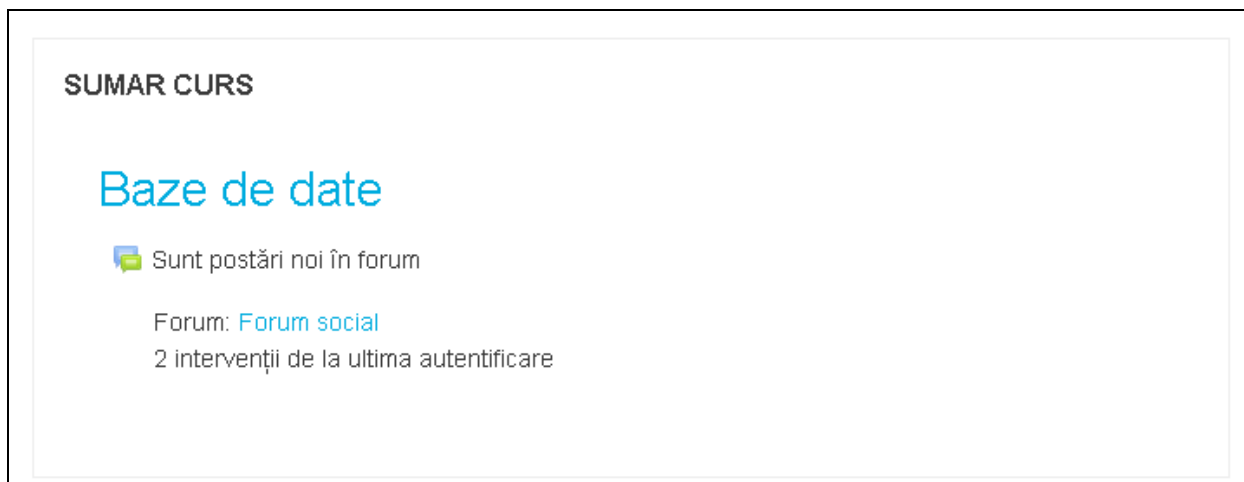 SUMAR CURS
Baze de date
Sunt postări noi în forum
Forum: Forum social
2 intervenții de la ultima autentificare